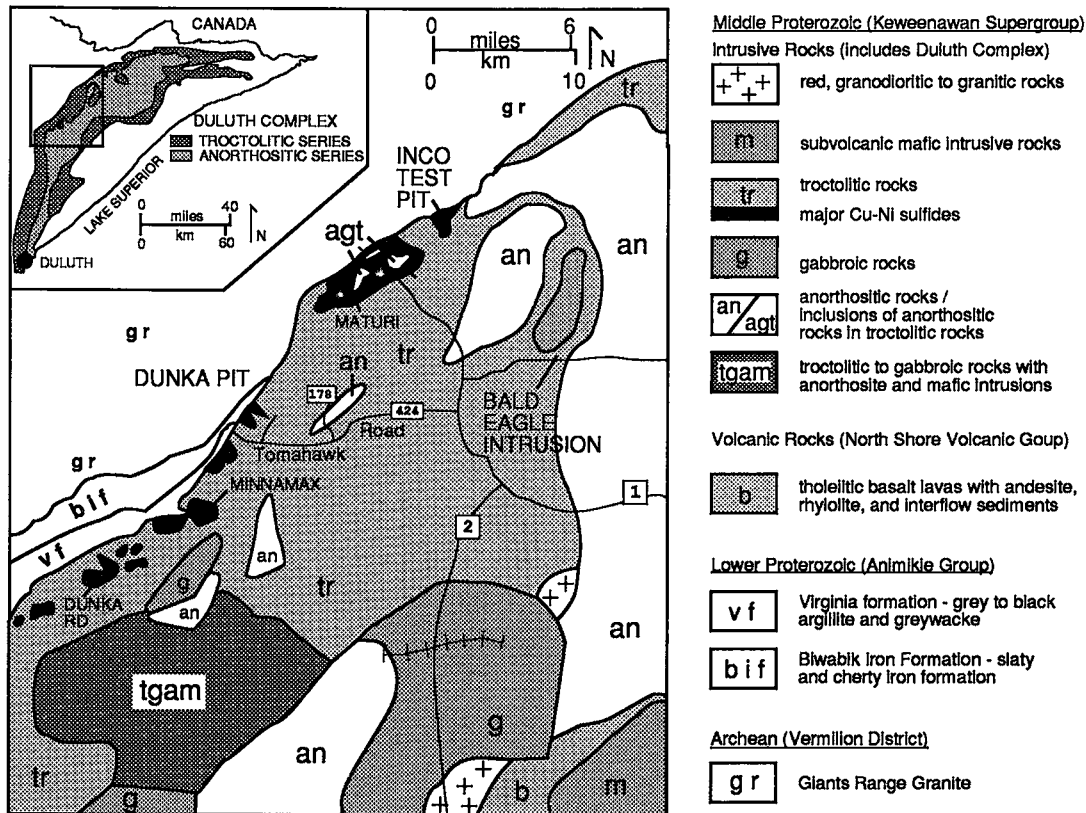 CANADA
DULUTH COMPLEX
TROCTOLITIC SERIES
ANORTHOSITIC SERIES
LAKE SUPERIOR
0 miles 40
0 km 60
N
DULUTH
0 miles 6
0 km 10
N
gr
tr
INCO
TEST
PIT
agt
an
an
MATURI
gr
tr
an
DUNKA PIT
178
424
Road
Tomahawk
BALD
EAGLE
INTRUSION
gr
bif
MINNAMAX
1
2
vf
an
g
tr
DUNKA
RD
an
an
tgam
g
an
tr
g
b
m
Middle Proterozoic (Keweenawan Supergroup)
Intrusive Rocks (includes Duluth Complex)
red, granodioritic to granitic rocks
m subvolcanic mafic intrusive rocks
tr troctolitic rocks
major Cu-Ni sulfides
g gabbroic rocks
an/agt anorthositic rocks /
inclusions of anorthositic
rocks in troctolitic rocks
tgam troctolitic to gabbroic rocks with
anorthosite and mafic intrusions
Volcanic Rocks (North Shore Volcanic Goup)
b tholeiitic basalt lavas with andesite,
rhyiolite, and interflow sediments
Lower Proterozoic (Animikie Group)
vf Virginia formation - grey to black
argillite and greywacke
bif Biwabik Iron Formation - slaty
and cherty iron formation
Archean (Vermilion District)
gr Giants Range Granite